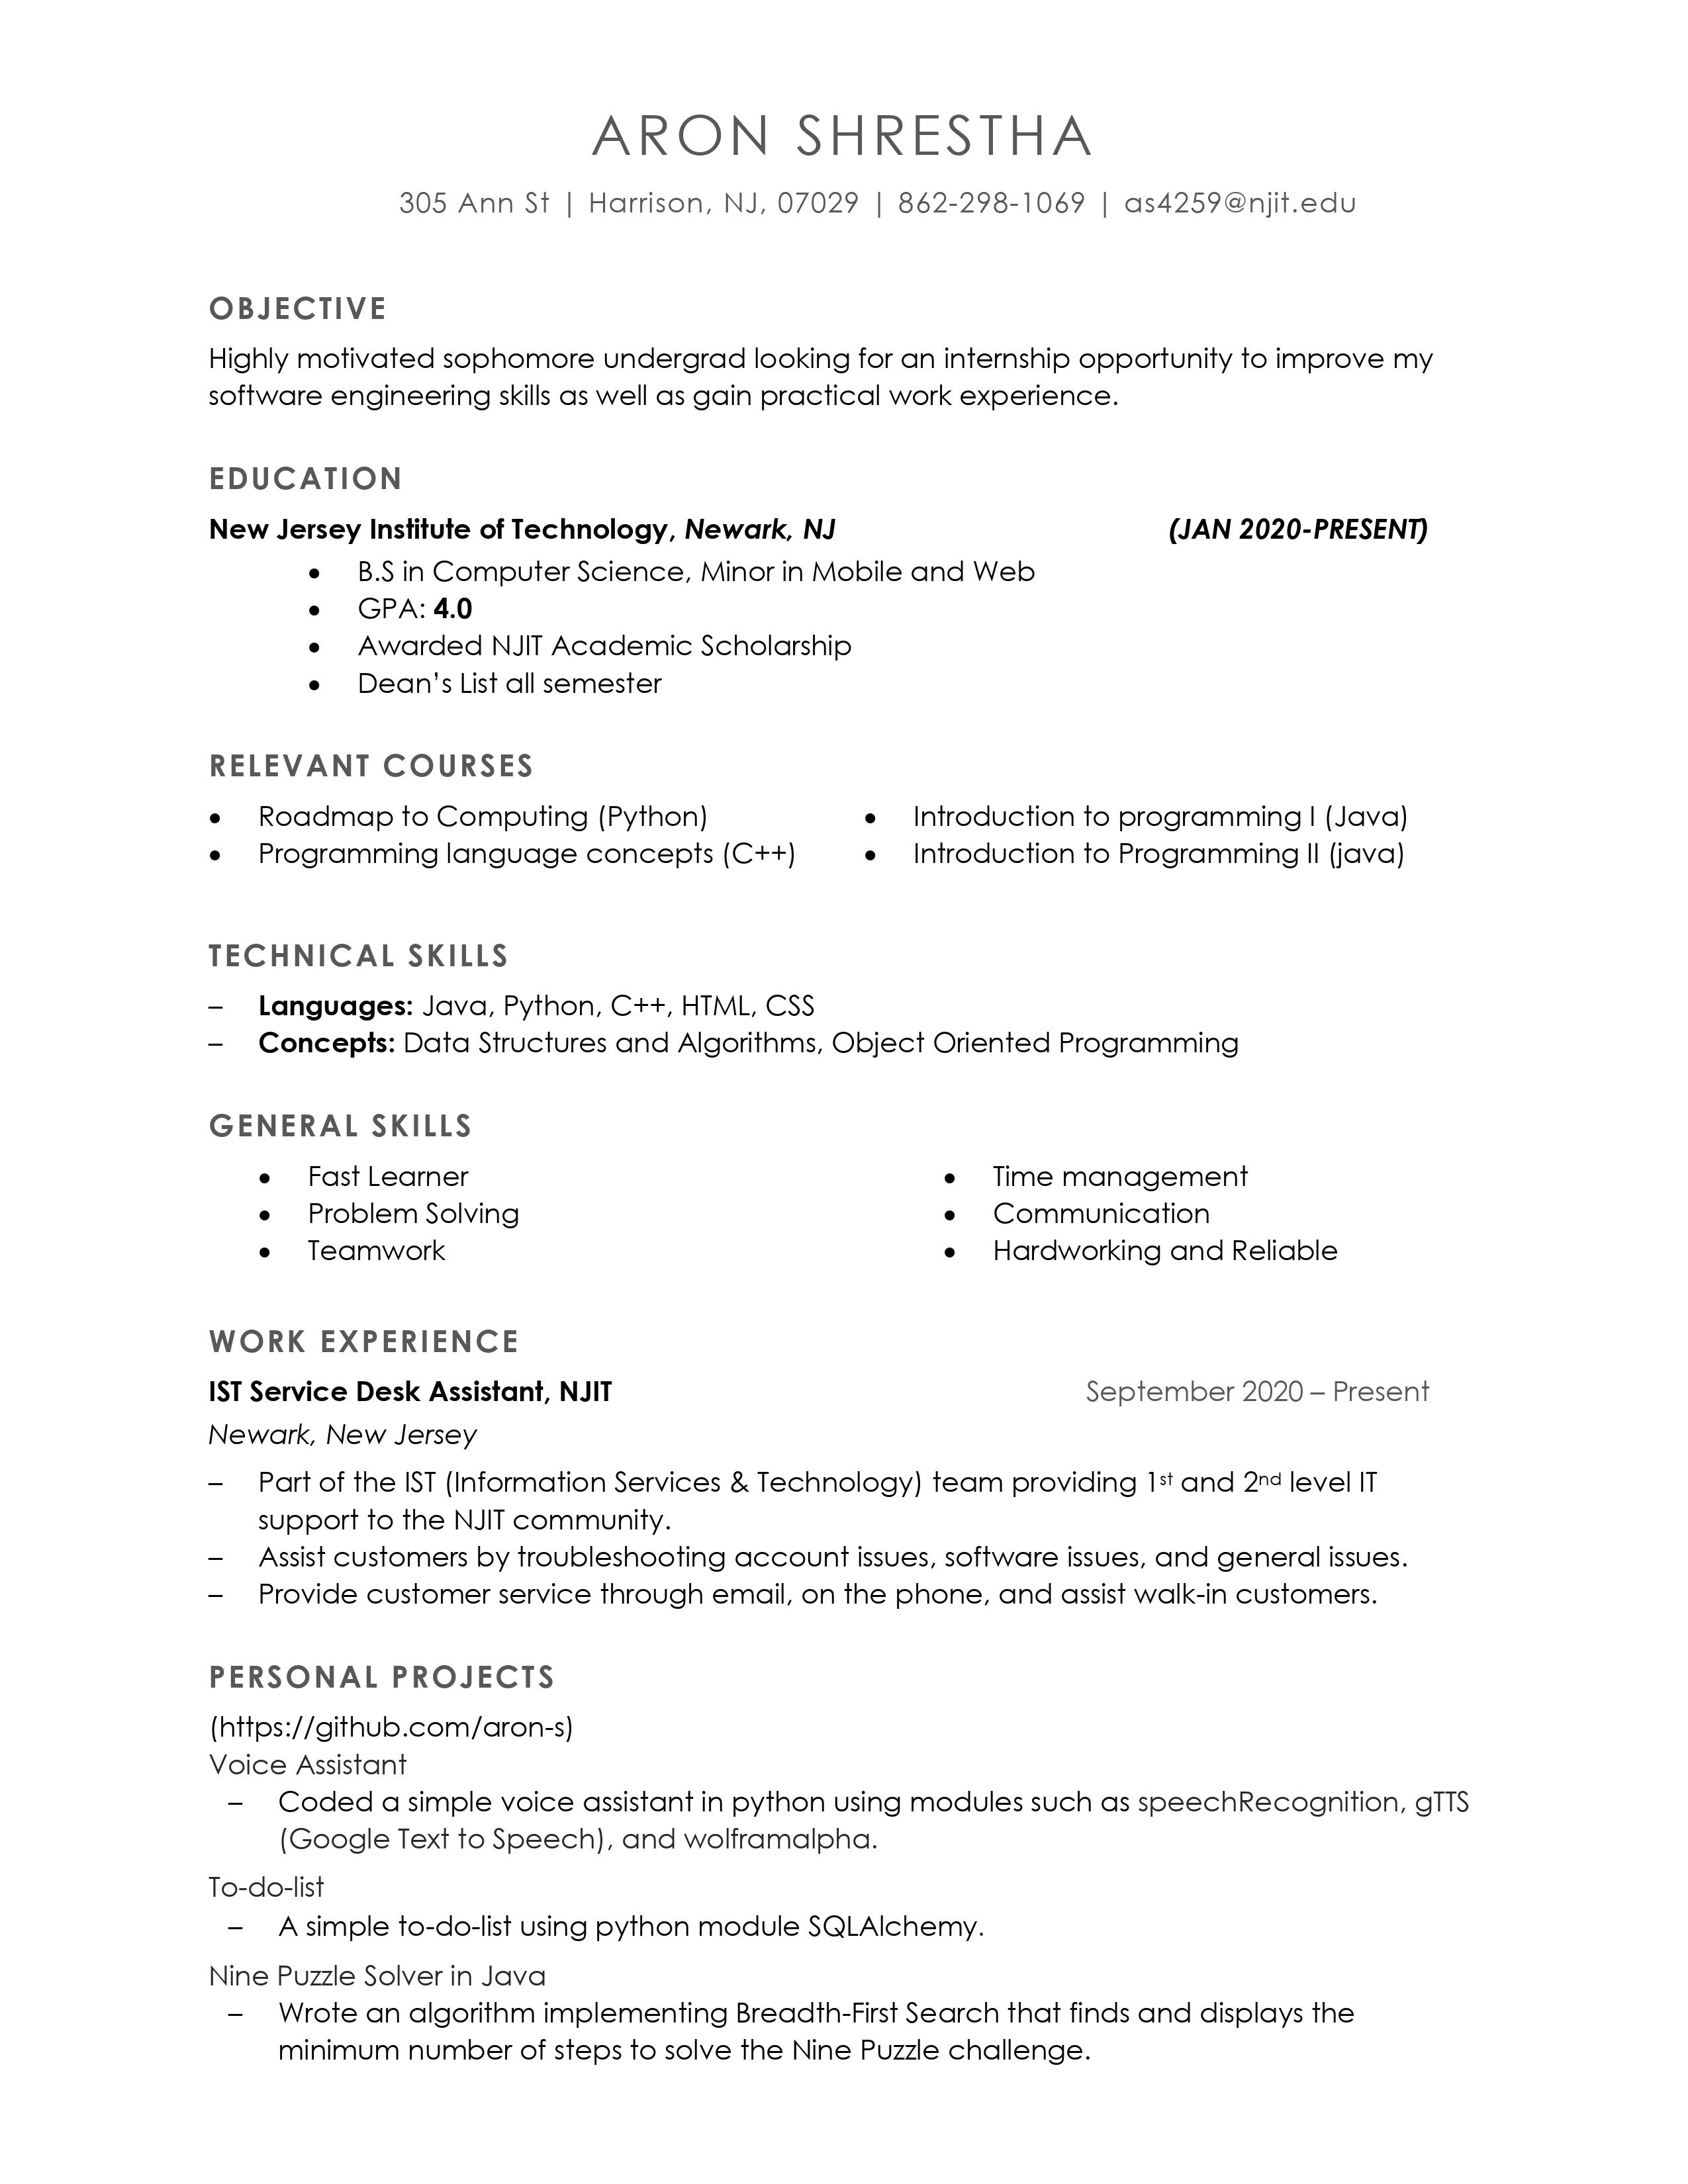 ARON SHRESTHA
305 Ann St | Harrison, NJ, 07029 | 862-298-1069 | as4259@njit.edu
OBJECTIVE
Highly motivated sophomore undergrad looking for an internship opportunity to improve my
software engineering skills as well as gain practical work experience.
EDUCATION
New Jersey Institute of Technology, Newark, NJ (JAN 2020-PRESENT)
• B.S in Computer Science, Minor in Mobile and Web
• GPA: 4.0
• Awarded NJIT Academic Scholarship
• Dean’s List all semester
RELEVANT COURSES
• Roadmap to Computing (Python)
• Programming language concepts (C++)
• Introduction to programming I (Java)
• Introduction to Programming II (java)
TECHNICAL SKILLS
– Languages: Java, Python, C++, HTML, CSS
– Concepts: Data Structures and Algorithms, Object Oriented Programming
GENERAL SKILLS
• Fast Learner
• Problem Solving
• Teamwork
• Time management
• Communication
• Hardworking and Reliable
WORK EXPERIENCE
IST Service Desk Assistant, NJIT September 2020 – Present
Newark, New Jersey
– Part of the IST (Information Services & Technology) team providing 1st and 2nd level IT
support to the NJIT community.
– Assist customers by troubleshooting account issues, software issues, and general issues.
– Provide customer service through email, on the phone, and assist walk-in customers.
PERSONAL PROJECTS
(https://github.com/aron-s)
Voice Assistant
– Coded a simple voice assistant in python using modules such as speechRecognition, gTTS
(Google Text to Speech), and wolframalpha.
To-do-list
– A simple to-do-list using python module SQLAlchemy.
Nine Puzzle Solver in Java
– Wrote an algorithm implementing Breadth-First Search that finds and displays the
minimum number of steps to solve the Nine Puzzle challenge.